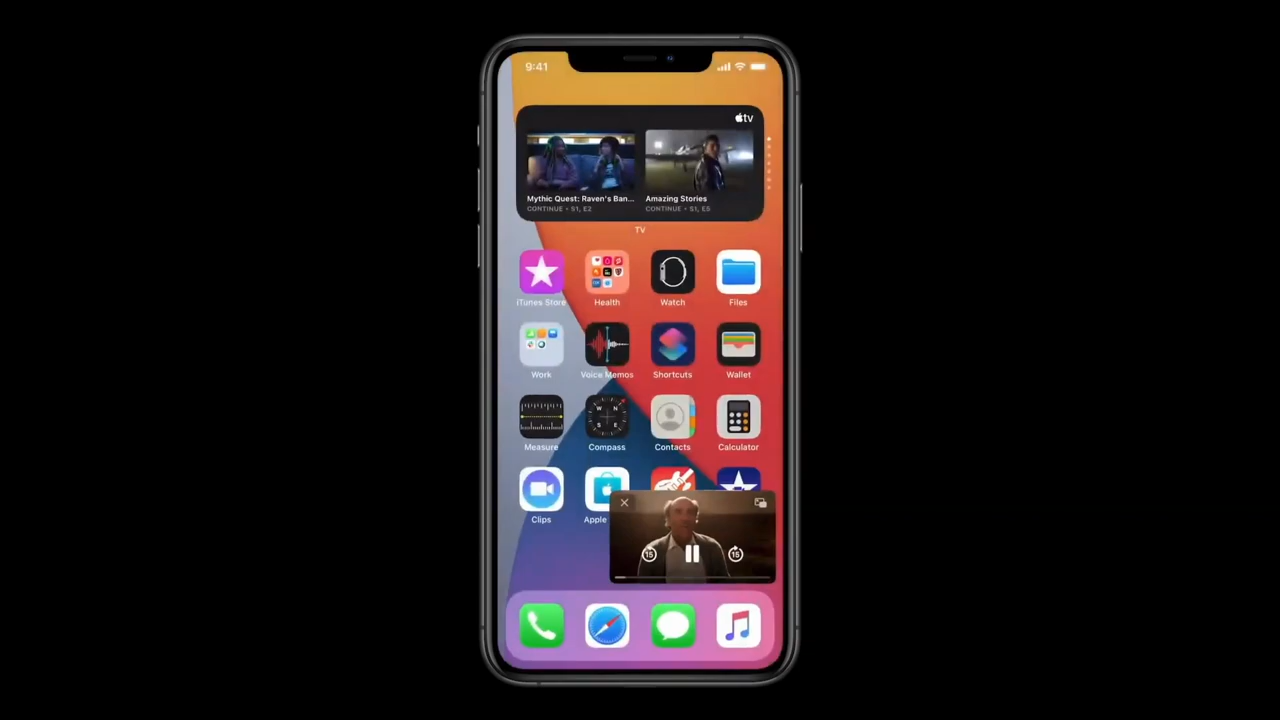 9:41
tv
Mythic Quest: Raven's Ban... Amazing Stories
CONTINUE • S1, E2 CONTINUE • S1, E5
TV
iTunes Store Health Watch Files
Work Voice Memos Shortcuts Wallet
W N
S E
Measure Compass Contacts Calculator
Clips Apple
15 15